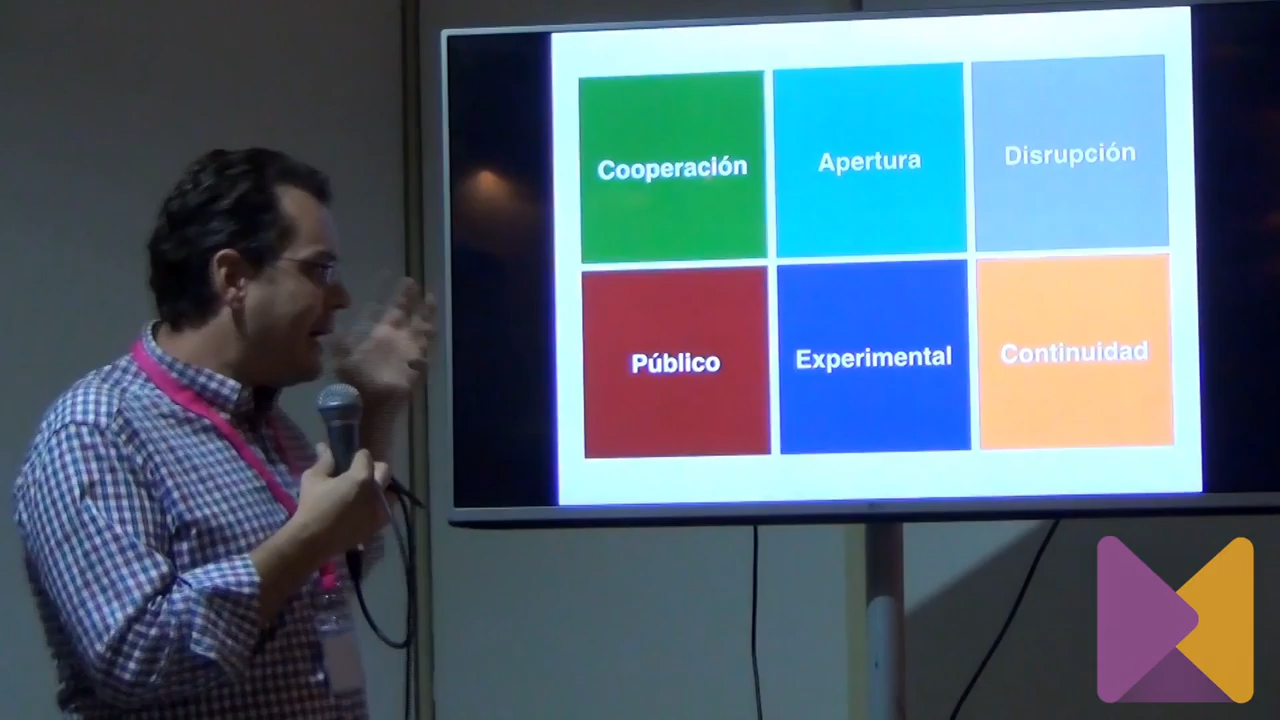 Cooperación
Apertura
Disrupción
Público
Experimental
Continuidad